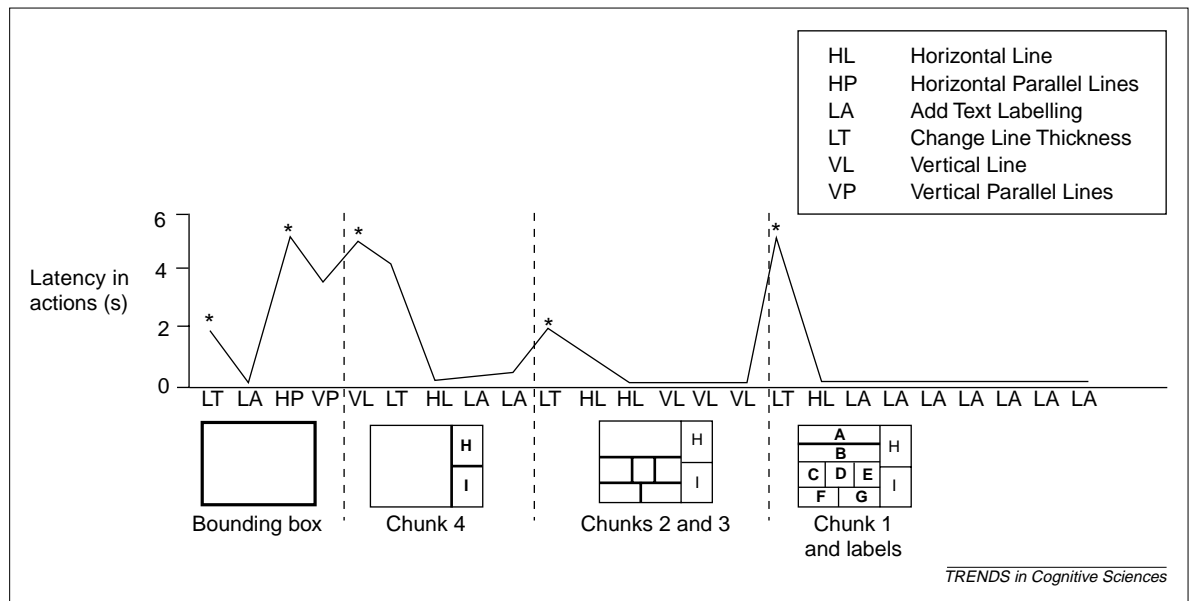 HL Horizontal Line
HP Horizontal Parallel Lines
LA Add Text Labelling
LT Change Line Thickness
VL Vertical Line
VP Vertical Parallel Lines
6
4
2
0
Latency in
actions (s)
* * * * *
LT LA HP VP VL LT HL LA LA LT HL HL VL VL VL LT HL LA LA LA LA LA LA LA
H
I
H
I
A
B
C D E
F G
H
I
Bounding box
Chunk 4
Chunks 2 and 3
Chunk 1
and labels
TRENDS in Cognitive Sciences